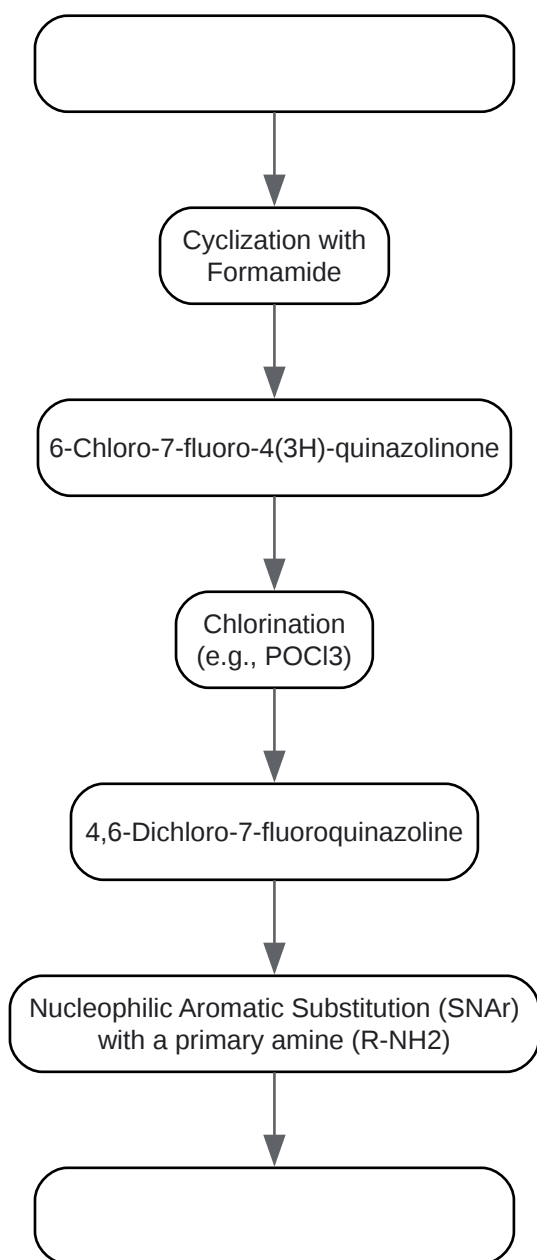 Cyclization with
Formamide
6-Chloro-7-fluoro-4(3H)-quinazolinone
Chlorination
(e.g., POCl3)
4,6-Dichloro-7-fluoroquinazoline
Nucleophilic Aromatic Substitution (SNAr)
with a primary amine (R-NH2)